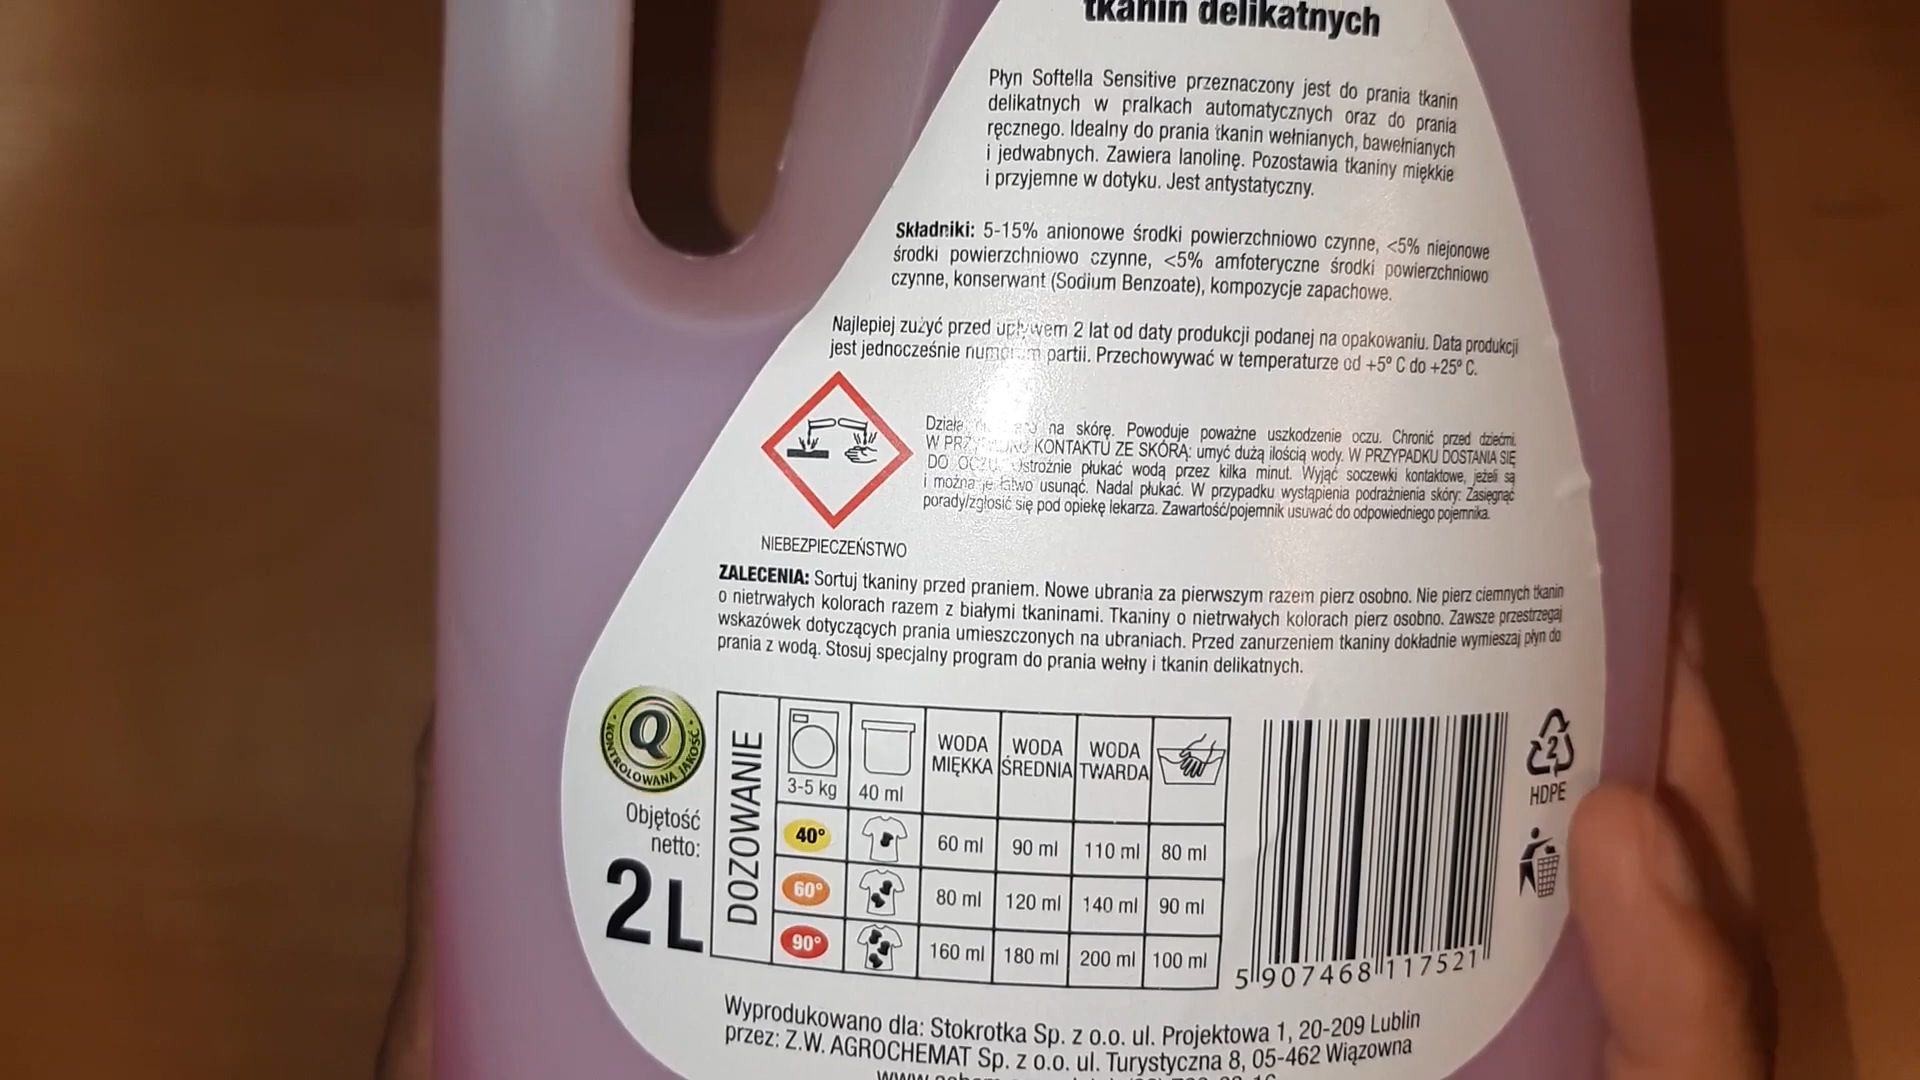 tkanin delikatnych
Płyn Softella Sensitive przeznaczony jest do prania tkanin
delikatnych w pralkach automatycznych oraz do prania
ręcznego. Idealny do prania tkanin wełnianych, bawełnianych
i jedwabnych. Zawiera lanolinę. Pozostawia tkaniny miękkie
i przyjemne w dotyku. Jest antystatyczny.
Składniki: 5-15% anionowe środki powierzchniowo czynne, <5% niejonowe
środki powierzchniowo czynne, <5% amfoteryczne środki powierzchniowo
czynne, konserwant (Sodium Benzoate), kompozycje zapachowe.
Najlepiej zużyć przed upływem 2 lat od daty produkcji podanej na opakowaniu. Data produkcji
jest jednocześnie numerem partii. Przechowywać w temperaturze od +5° C do +25° C.
Działa na skórę. Powoduje poważne uszkodzenie oczu. Chronić przed dziećmi.
W PRZYPADKU KONTAKTU ZE SKÓRĄ: umyć dużą ilością wody. W PRZYPADKU DOSTANIA SIĘ
DO OCZU: Ostrożnie płukać wodą przez kilka minut. Wyjąć soczewki kontaktowe, jeżeli są
i można je łatwo usunąć. Nadal płukać. W przypadku wystąpienia podrażnienia skóry: Zasięgnąć
porady/zgłosić się pod opiekę lekarza. Zawartość/pojemnik usuwać do odpowiedniego pojemnika.
NIEBEZPIECZEŃSTWO
ZALECENIA: Sortuj tkaniny przed praniem. Nowe ubrania za pierwszym razem pierz osobno. Nie pierz ciemnych tkanin
o nietrwałych kolorach razem z białymi tkaninami. Tkaniny o nietrwałych kolorach pierz osobno. Zawsze przestrzegaj
wskazówek dotyczących prania umieszczonych na ubraniach. Przed zanurzeniem tkaniny dokładnie wymieszaj płyn do
prania z wodą. Stosuj specjalny program do prania wełny i tkanin delikatnych.
Q
KONTROLOWANA JAKOŚĆ
Objętość
netto:
2 L
DOZOWANIE
3-5 kg 40 ml WODA MIĘKKA WODA ŚREDNIA WODA TWARDA
40° 60 ml 90 ml 110 ml 80 ml
60° 80 ml 120 ml 140 ml 90 ml
90° 160 ml 180 ml 200 ml 100 ml
5 907468 117521
2
HDPE
Wyprodukowano dla: Stokrotka Sp. z o.o. ul. Projektowa 1, 20-209 Lublin
przez: Z.W. AGROCHEMAT Sp. z o.o. ul. Turystyczna 8, 05-462 Wiązowna